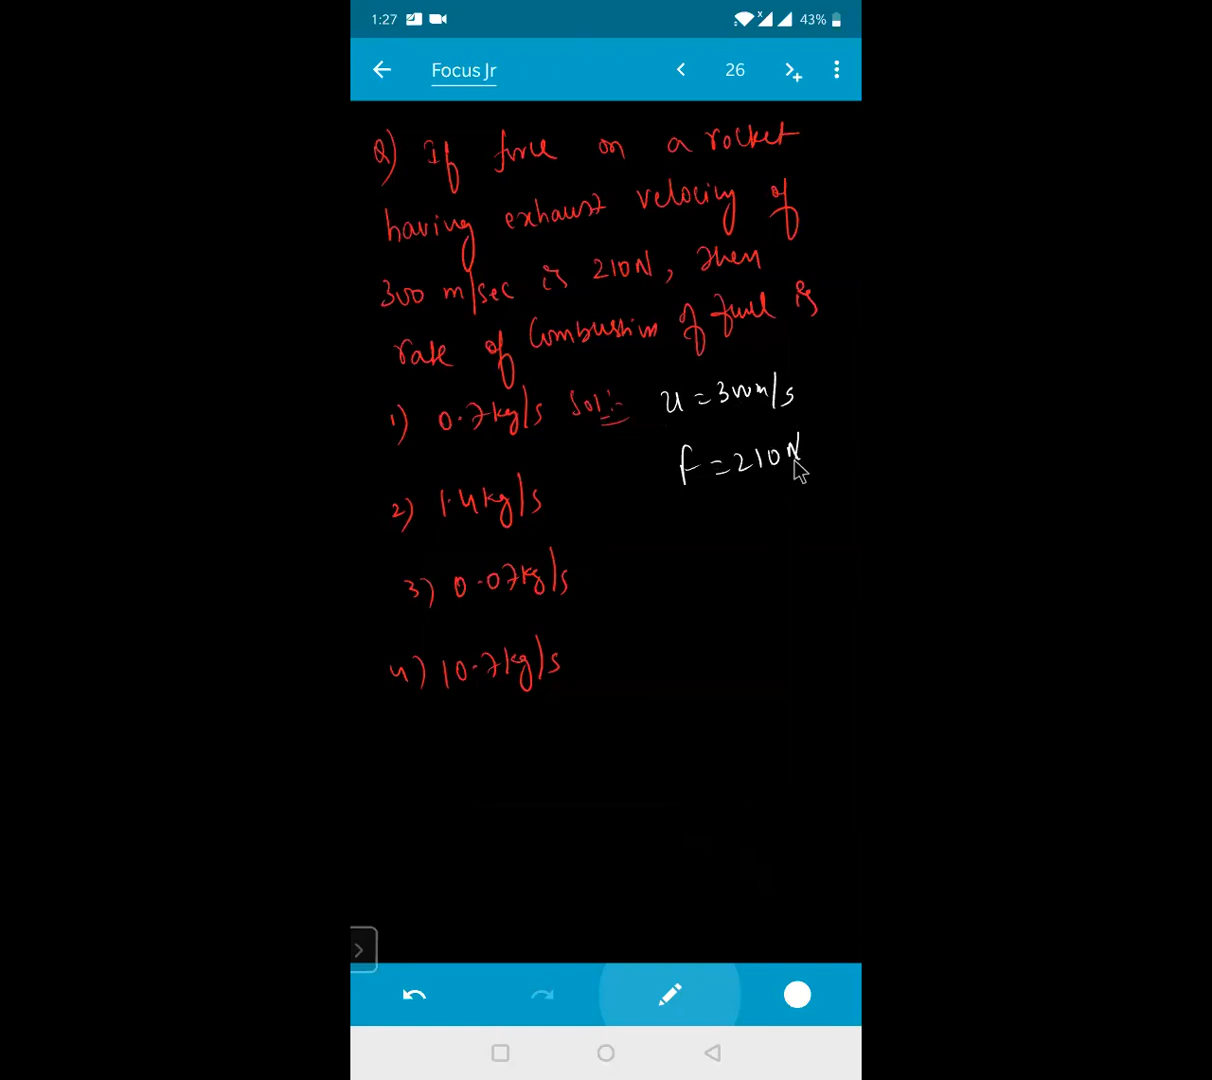 1:27 43%
Focus Jr 26
Q) If force on a rocket
having exhaust velocity of
300 m/sec is 210N, then
rate of Combustion of fuel is
1) 0.7kg/s Sol:- u = 300m/s
F = 210N
2) 1.4kg/s
3) 0.07kg/s
4) 10.7kg/s